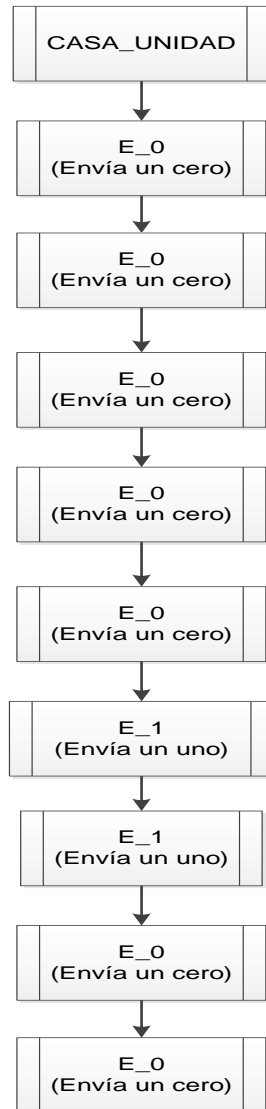 CASA_UNIDAD
E_0
(Envía un cero)
E_0
(Envía un cero)
E_0
(Envía un cero)
E_0
(Envía un cero)
E_0
(Envía un cero)
E_1
(Envía un uno)
E_1
(Envía un uno)
E_0
(Envía un cero)
E_0
(Envía un cero)